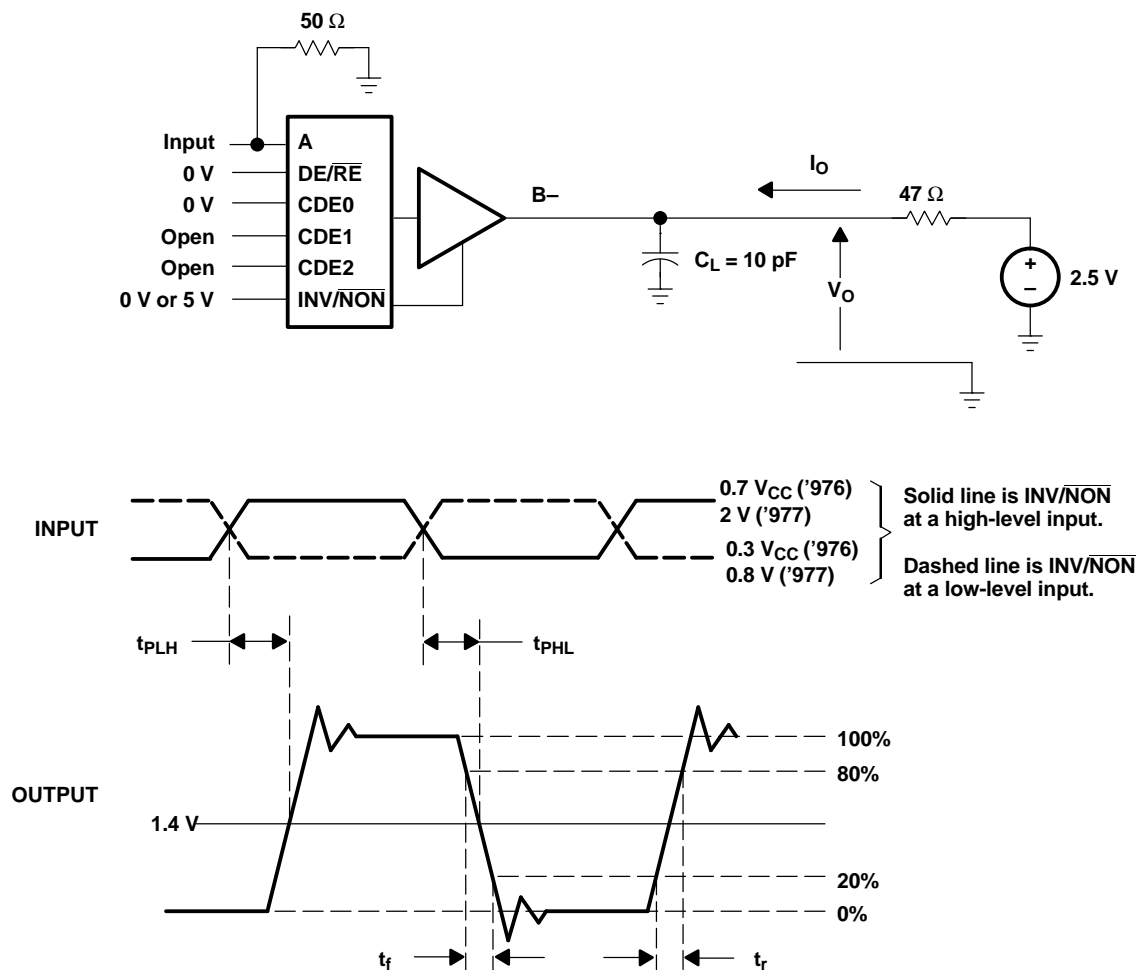 50 Ω
Input
A
0 V
DE/RE
0 V
CDE0
Open
CDE1
Open
CDE2
0 V or 5 V
INV/NON
B–
IO
47 Ω
CL = 10 pF
VO
+
–
2.5 V
INPUT
0.7 VCC ('976)
2 V ('977)
0.3 VCC ('976)
0.8 V ('977)
Solid line is INV/NON
at a high-level input.
Dashed line is INV/NON
at a low-level input.
tPLH
tPHL
OUTPUT
1.4 V
100%
80%
20%
0%
tf
tr